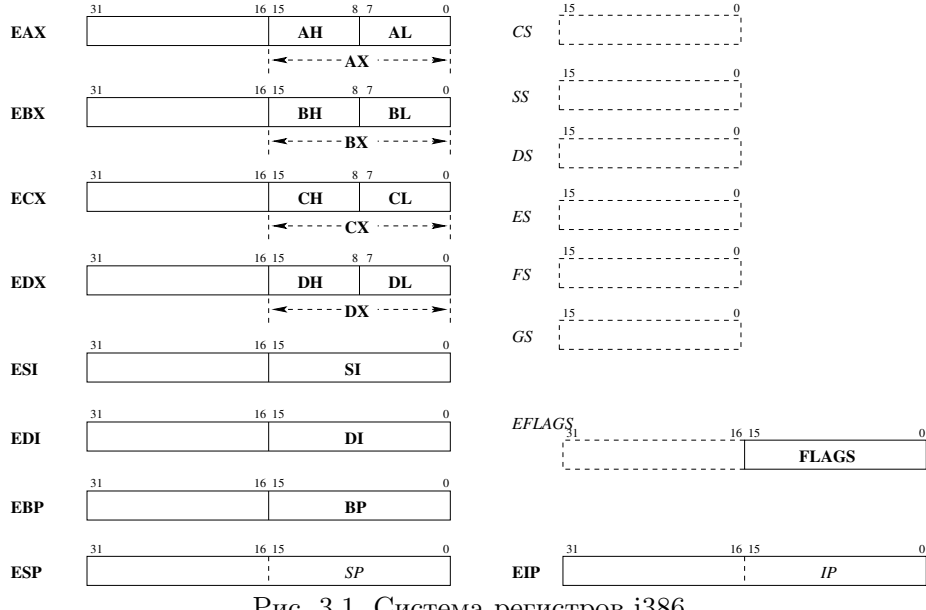 EAX 31 16 15 8 7 0 AH AL
AX
EBX 31 16 15 8 7 0 BH BL
BX
ECX 31 16 15 8 7 0 CH CL
CX
EDX 31 16 15 8 7 0 DH DL
DX
ESI 31 16 15 0 SI
EDI 31 16 15 0 DI
EBP 31 16 15 0 BP
ESP 31 16 15 0 SP
CS 15 0
SS 15 0
DS 15 0
ES 15 0
FS 15 0
GS 15 0
EFLAGS 31 16 15 0 FLAGS
EIP 31 16 15 0 IP
Рис. 3.1. Система регистров i386